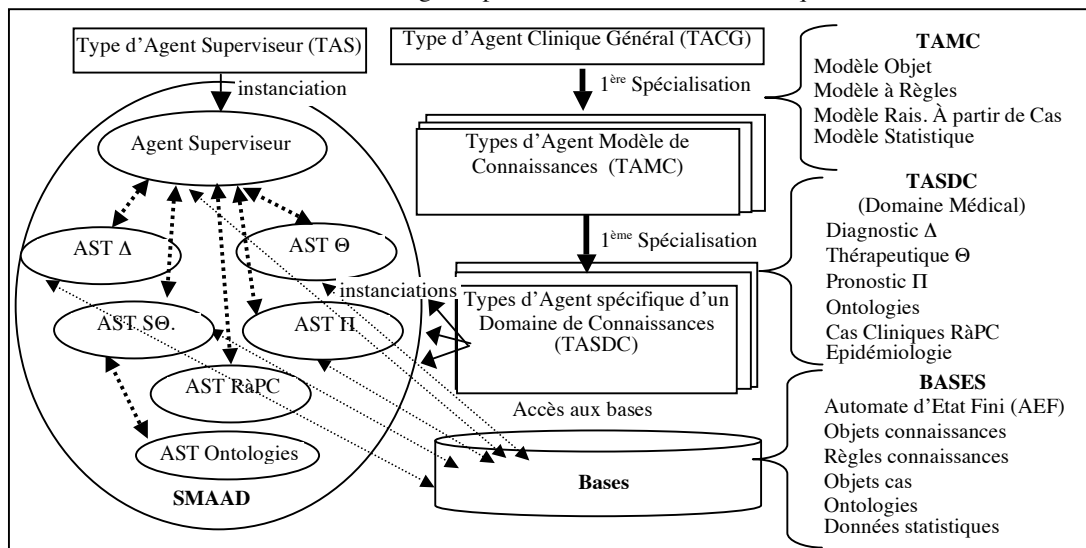 Type d'Agent Superviseur (TAS)
instanciation
Agent Superviseur
AST Δ
AST Θ
AST SΘ.
AST Π
AST RàPC
AST Ontologies
SMAAD
Type d'Agent Clinique Général (TACG)
1ère Spécialisation
Types d'Agent Modèle de
Connaissances (TAMC)
1ème Spécialisation
instanciations
Types d'Agent spécifique d'un
Domaine de Connaissances
(TASDC)
Accès aux bases
Bases
TAMC
Modèle Objet
Modèle à Règles
Modèle Rais. À partir de Cas
Modèle Statistique
TASDC
(Domaine Médical)
Diagnostic Δ
Thérapeutique Θ
Pronostic Π
Ontologies
Cas Cliniques RàPC
Epidémiologie
BASES
Automate d'Etat Fini (AEF)
Objets connaissances
Règles connaissances
Objets cas
Ontologies
Données statistiques